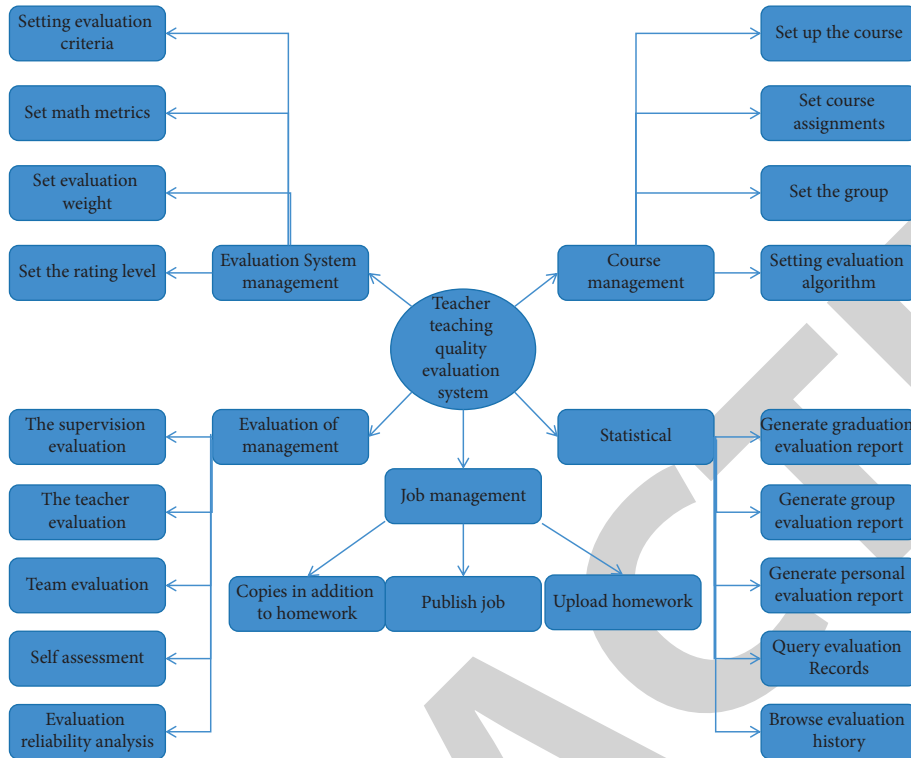 Setting evaluation
criteria
Set math metrics
Set evaluation
weight
Set the rating level
Evaluation System
management
Set up the course
Set course
assignments
Set the group
Course
management
Setting evaluation
algorithm
Teacher
teaching
quality
evaluation
system
The supervision
evaluation
Evaluation of
management
The teacher
evaluation
Team evaluation
Self assessment
Evaluation
reliability analysis
Job management
Copies in addition
to homework
Publish job
Upload homework
Statistical
Generate graduation
evaluation report
Generate group
evaluation report
Generate personal
evaluation report
Query evaluation
Records
Browse evaluation
history